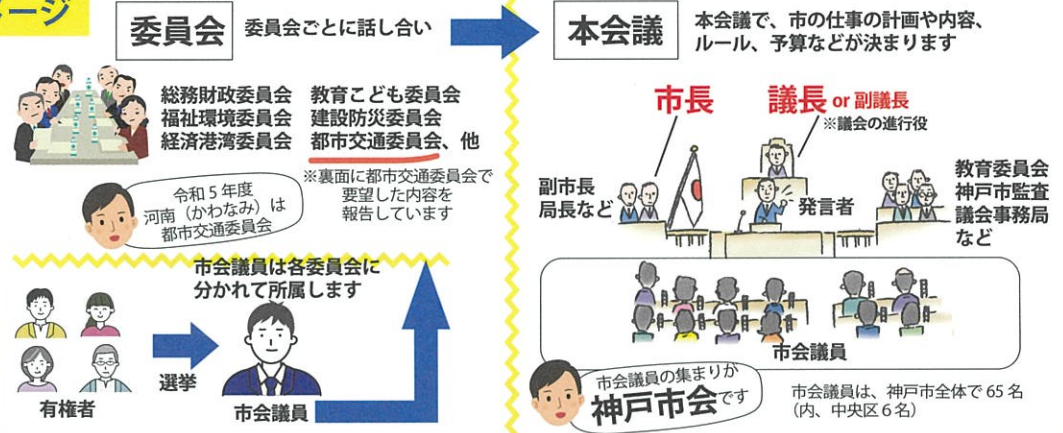 ージ
委員会
委員会ごとに話し合い
総務財政委員会 教育こども委員会
福祉環境委員会 建設防災委員会
経済港湾委員会 都市交通委員会、他
※裏面に都市交通委員会で
要望した内容を
報告しています
令和5年度
河南(かわなみ)は
都市交通委員会
市会議員は各委員会に
分かれて所属します
選挙
有権者
市会議員
本会議
本会議で、市の仕事の計画や内容、
ルール、予算などが決まります
市長
議長 or 副議長
※議会の進行役
副市長
局長など
発言者
教育委員会
神戸市監査
議会事務局
など
市会議員
市会議員の集まりが
神戸市会です
市会議員は、神戸市全体で65名
(内、中央区6名)